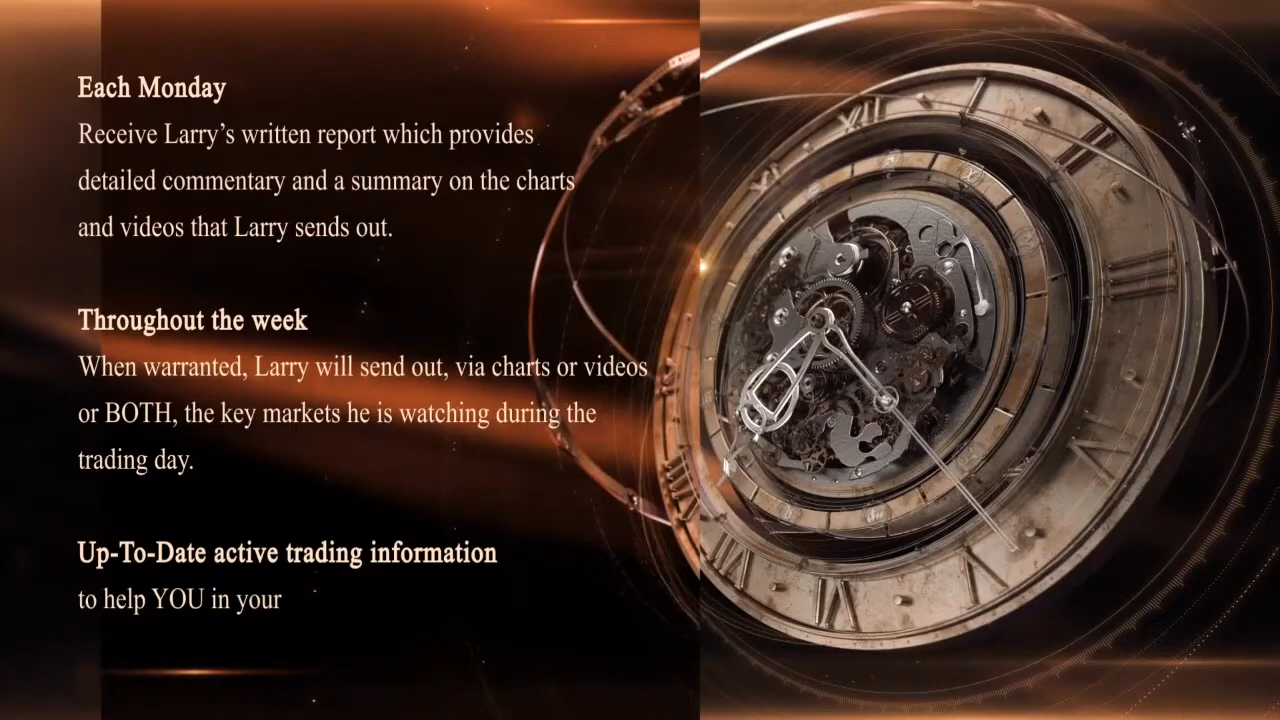 Each Monday
Receive Larry’s written report which provides
detailed commentary and a summary on the charts
and videos that Larry sends out.
Throughout the week
When warranted, Larry will send out, via charts or videos
or BOTH, the key markets he is watching during the
trading day.
Up-To-Date active trading information
to help YOU in your